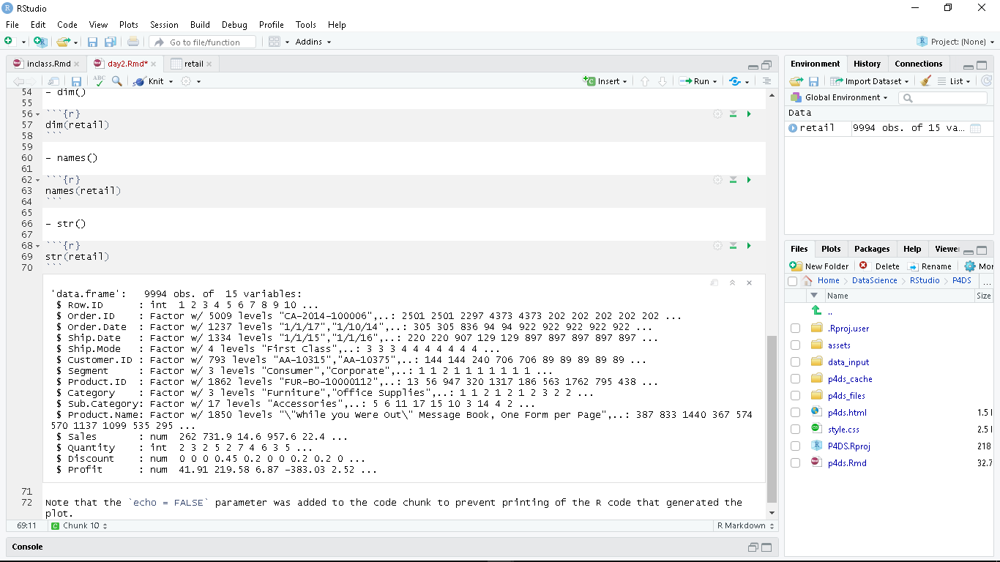 RStudio
File Edit Code View Plots Session Build Debug Profile Tools Help
Go to file/function Addins Project: (None)
inclass.Rmd day2.Rmd* retail
ABC Knit Insert Run
54 - dim()
55
56 ```{r}
57 dim(retail)
58 ```
59
60 - names()
61
62 ```{r}
63 names(retail)
64 ```
65
66 - str()
67
68 ```{r}
69 str(retail)
70 ```
'data.frame': 9994 obs. of 15 variables:
$ Row.ID : int 1 2 3 4 5 6 7 8 9 10 ...
$ Order.ID : Factor w/ 5009 levels "CA-2014-100006",..: 2501 2501 2297 4373 4373 202 202 202 202 202 ...
$ Order.Date : Factor w/ 1237 levels "1/1/17","1/10/14",..: 305 305 836 94 94 922 922 922 922 922 ...
$ Ship.Date : Factor w/ 1334 levels "1/1/15","1/1/16",..: 220 220 907 129 129 897 897 897 897 897 ...
$ Ship.Mode : Factor w/ 4 levels "First Class",..: 3 3 3 4 4 4 4 4 4 4 ...
$ Customer.ID : Factor w/ 793 levels "AA-10315","AA-10375",..: 144 144 240 706 706 89 89 89 89 89 ...
$ Segment : Factor w/ 3 levels "Consumer","Corporate",..: 1 1 2 1 1 1 1 1 1 1 ...
$ Product.ID : Factor w/ 1862 levels "FUR-BO-10000112",..: 13 56 947 320 1317 186 563 1762 795 438 ...
$ Category : Factor w/ 3 levels "Furniture","Office Supplies",..: 1 1 2 1 2 1 2 3 2 2 ...
$ Sub.Category: Factor w/ 17 levels "Accessories",..: 5 6 11 17 15 10 3 14 4 2 ...
$ Product.Name: Factor w/ 1850 levels "\"While you Were Out\" Message Book, One Form per Page",..: 387 833 1440 367 574
570 1137 1099 535 295 ...
$ Sales : num 262 731.9 14.6 957.6 22.4 ...
$ Quantity : int 2 3 2 5 2 7 4 6 3 5 ...
$ Discount : num 0 0 0 0.45 0.2 0 0 0.2 0.2 0 ...
$ Profit : num 41.91 219.58 6.87 -383.03 2.52 ...
71
72 Note that the `echo = FALSE` parameter was added to the code chunk to prevent printing of the R code that generated the
plot.
69:11 Chunk 10 R Markdown
Console
Environment History Connections
Import Dataset List
Global Environment
Data
retail 9994 obs. of 15 va...
Files Plots Packages Help Viewe
New Folder Delete Rename Mor
Home DataScience RStudio P4DS ...
Name Size
..
.Rproj.user
assets
data_input
p4ds_cache
p4ds_files
p4ds.html 1.5
style.css 2.5
P4DS.Rproj 218
p4ds.Rmd 32.7